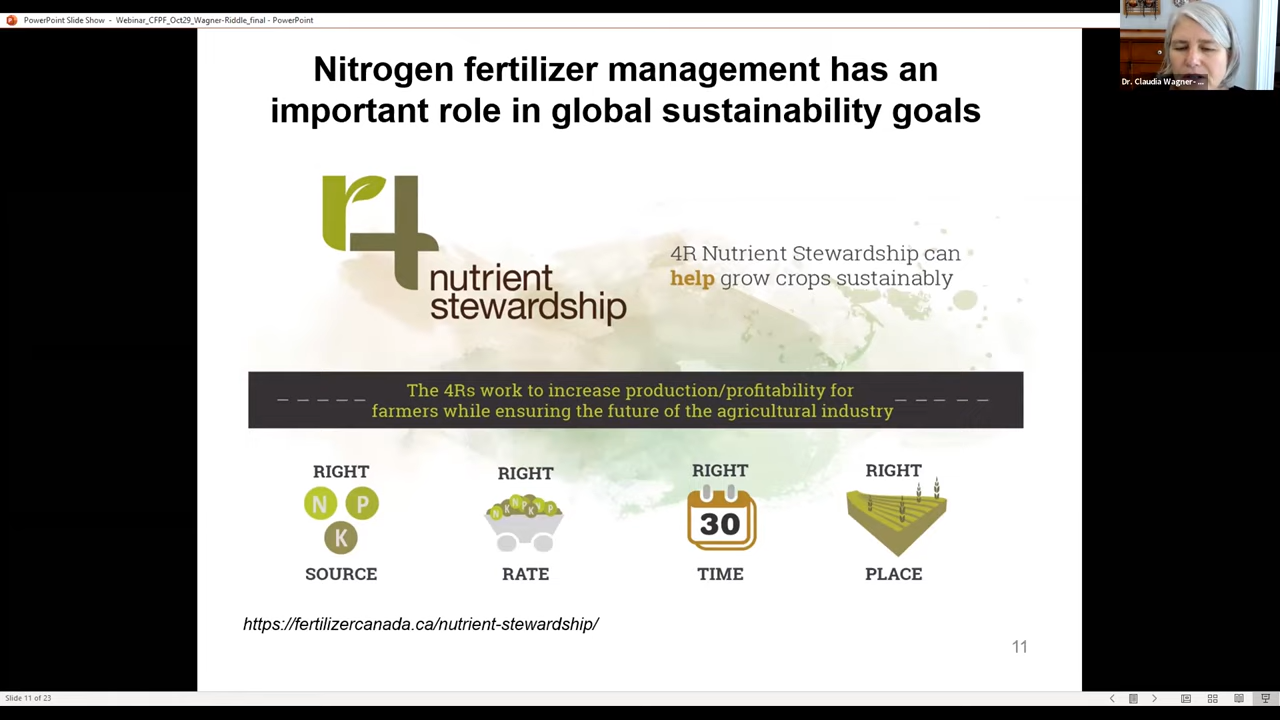 PowerPoint Slide Show - Webinar_CFPF_Oct29_Wagner-Riddle_final - PowerPoint
Dr. Claudia Wagner- ...
Nitrogen fertilizer management has an
important role in global sustainability goals
r4
nutrient
stewardship
4R Nutrient Stewardship can
help grow crops sustainably
The 4Rs work to increase production/profitability for
farmers while ensuring the future of the agricultural industry
RIGHT
N P
K
SOURCE
RIGHT
N K N P K Y P
RATE
RIGHT
30
TIME
RIGHT
PLACE
https://fertilizercanada.ca/nutrient-stewardship/
11
Slide 11 of 23